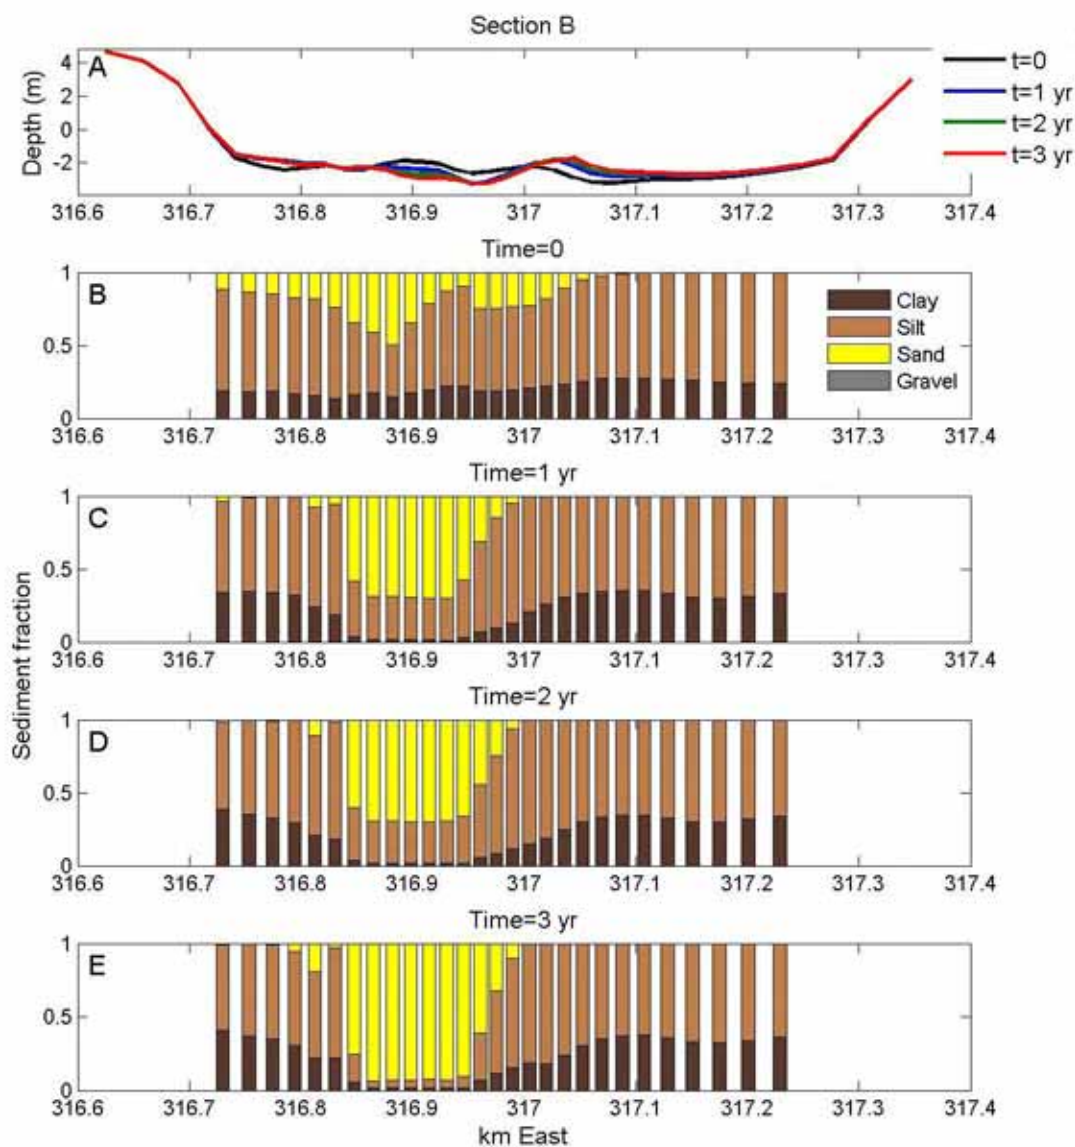 Section B
A
Depth (m)
4
2
0
-2
t=0
t=1 yr
t=2 yr
t=3 yr
316.6 316.7 316.8 316.9 317 317.1 317.2 317.3 317.4
Time=0
B
1
0.5
0
Clay
Silt
Sand
Gravel
316.6 316.7 316.8 316.9 317 317.1 317.2 317.3 317.4
Time=1 yr
C
1
0.5
0
316.6 316.7 316.8 316.9 317 317.1 317.2 317.3 317.4
Sediment fraction
Time=2 yr
D
1
0.5
0
316.6 316.7 316.8 316.9 317 317.1 317.2 317.3 317.4
Time=3 yr
E
1
0.5
0
316.6 316.7 316.8 316.9 317 317.1 317.2 317.3 317.4
km East